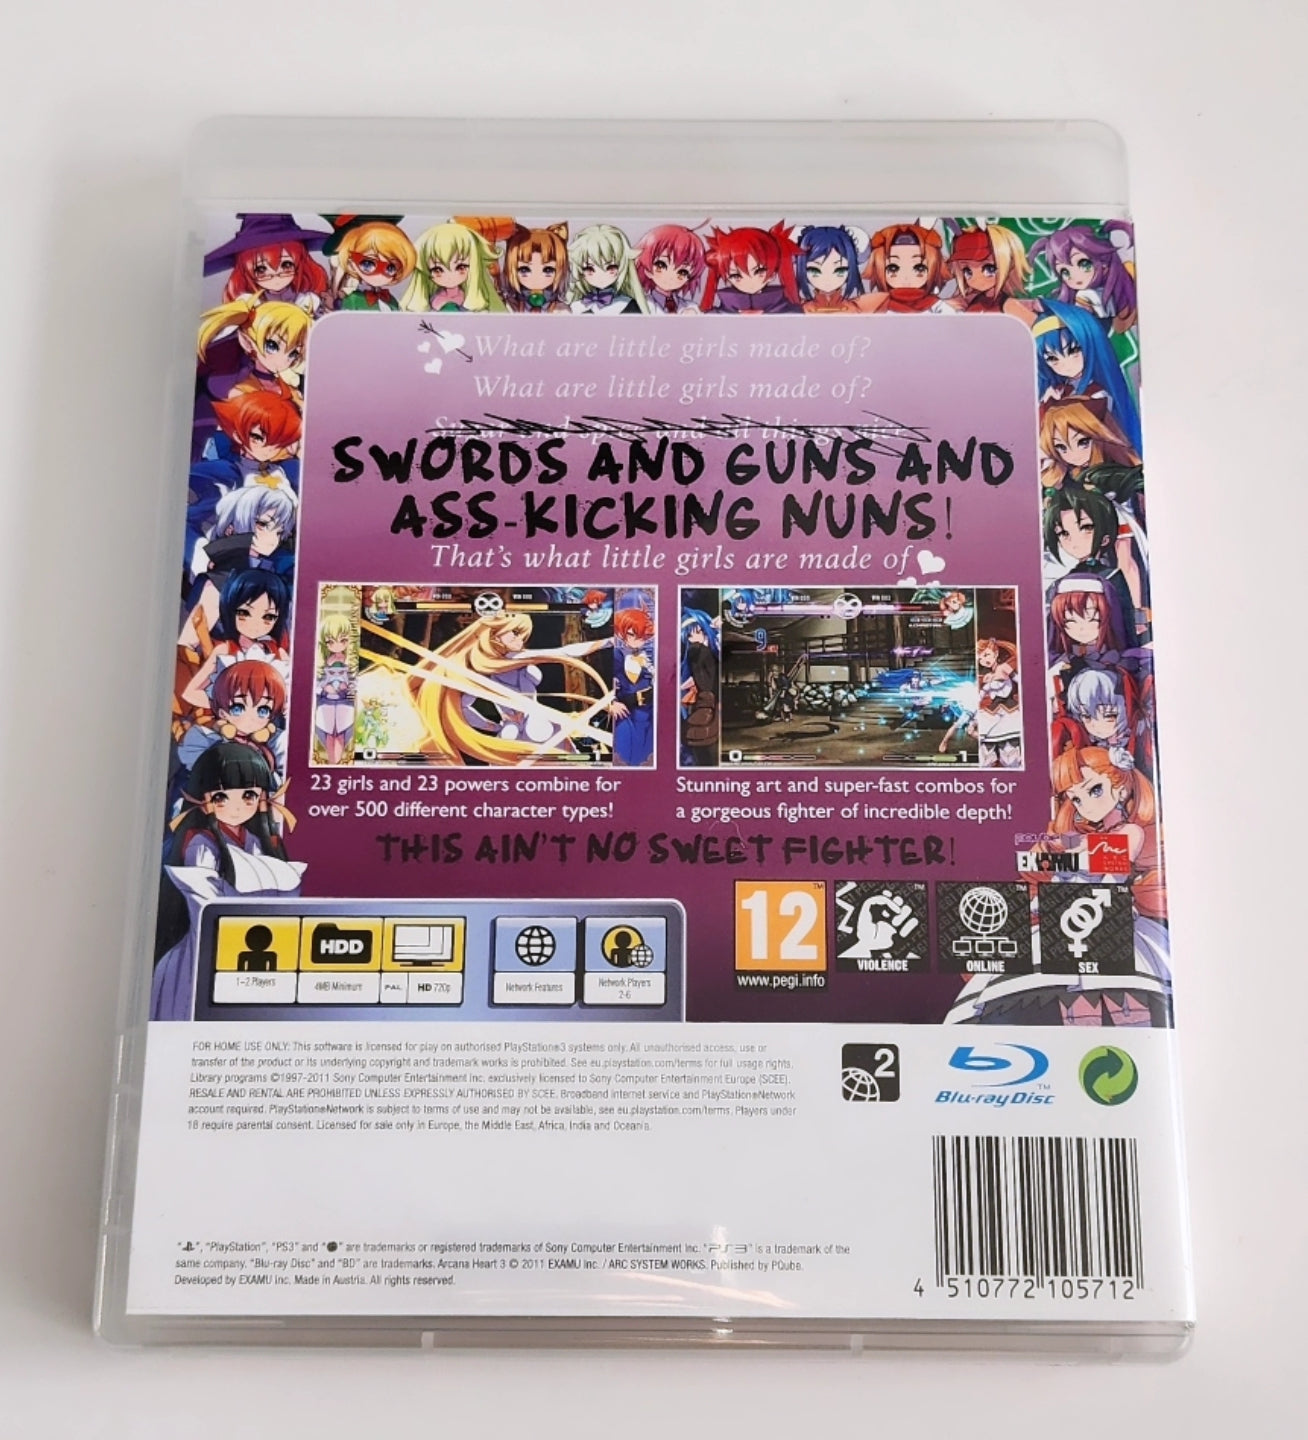 What are little girls made of?
What are little girls made of?
Sugar and spice and all things nice
SWORDS AND GUNS AND
ASS-KICKING NUNS!
That's what little girls are made of
23 girls and 23 powers combine for
over 500 different character types!
Stunning art and super-fast combos for
a gorgeous fighter of incredible depth!
THIS AIN'T NO SWEET FIGHTER!
EXAMU
ARC SYSTEM WORKS
12
www.pegi.info
VIOLENCE
ONLINE
SEX
HDD
1-2 Players
4MB Minimum
PAL
HD 720p
Network Features
Network Players
2-6
FOR HOME USE ONLY: This software is licensed for play on authorised PlayStation®3 systems only. All unauthorised access, use or
transfer of the product or its underlying copyright and trademark works is prohibited. See eu.playstation.com/terms for full usage rights.
Library programs ©1997-2011 Sony Computer Entertainment Inc. exclusively licensed to Sony Computer Entertainment Europe (SCEE).
RESALE AND RENTAL ARE PROHIBITED UNLESS EXPRESSLY AUTHORISED BY SCEE. Broadband internet service and PlayStation®Network
account required. PlayStation®Network is subject to terms of use and may not be available, see eu.playstation.com/terms. Players under
18 require parental consent. Licensed for sale only in Europe, the Middle East, Africa, India and Oceania.
2
Blu-ray Disc™
"", "PlayStation", "PS3" and "" are trademarks or registered trademarks of Sony Computer Entertainment Inc. "PS3" is a trademark of the
same company. "Blu-ray Disc" and "BD" are trademarks. Arcana Heart 3 © 2011 EXAMU Inc. / ARC SYSTEM WORKS. Published by PQube.
Developed by EXAMU Inc. Made in Austria. All rights reserved.
4 510772 105712